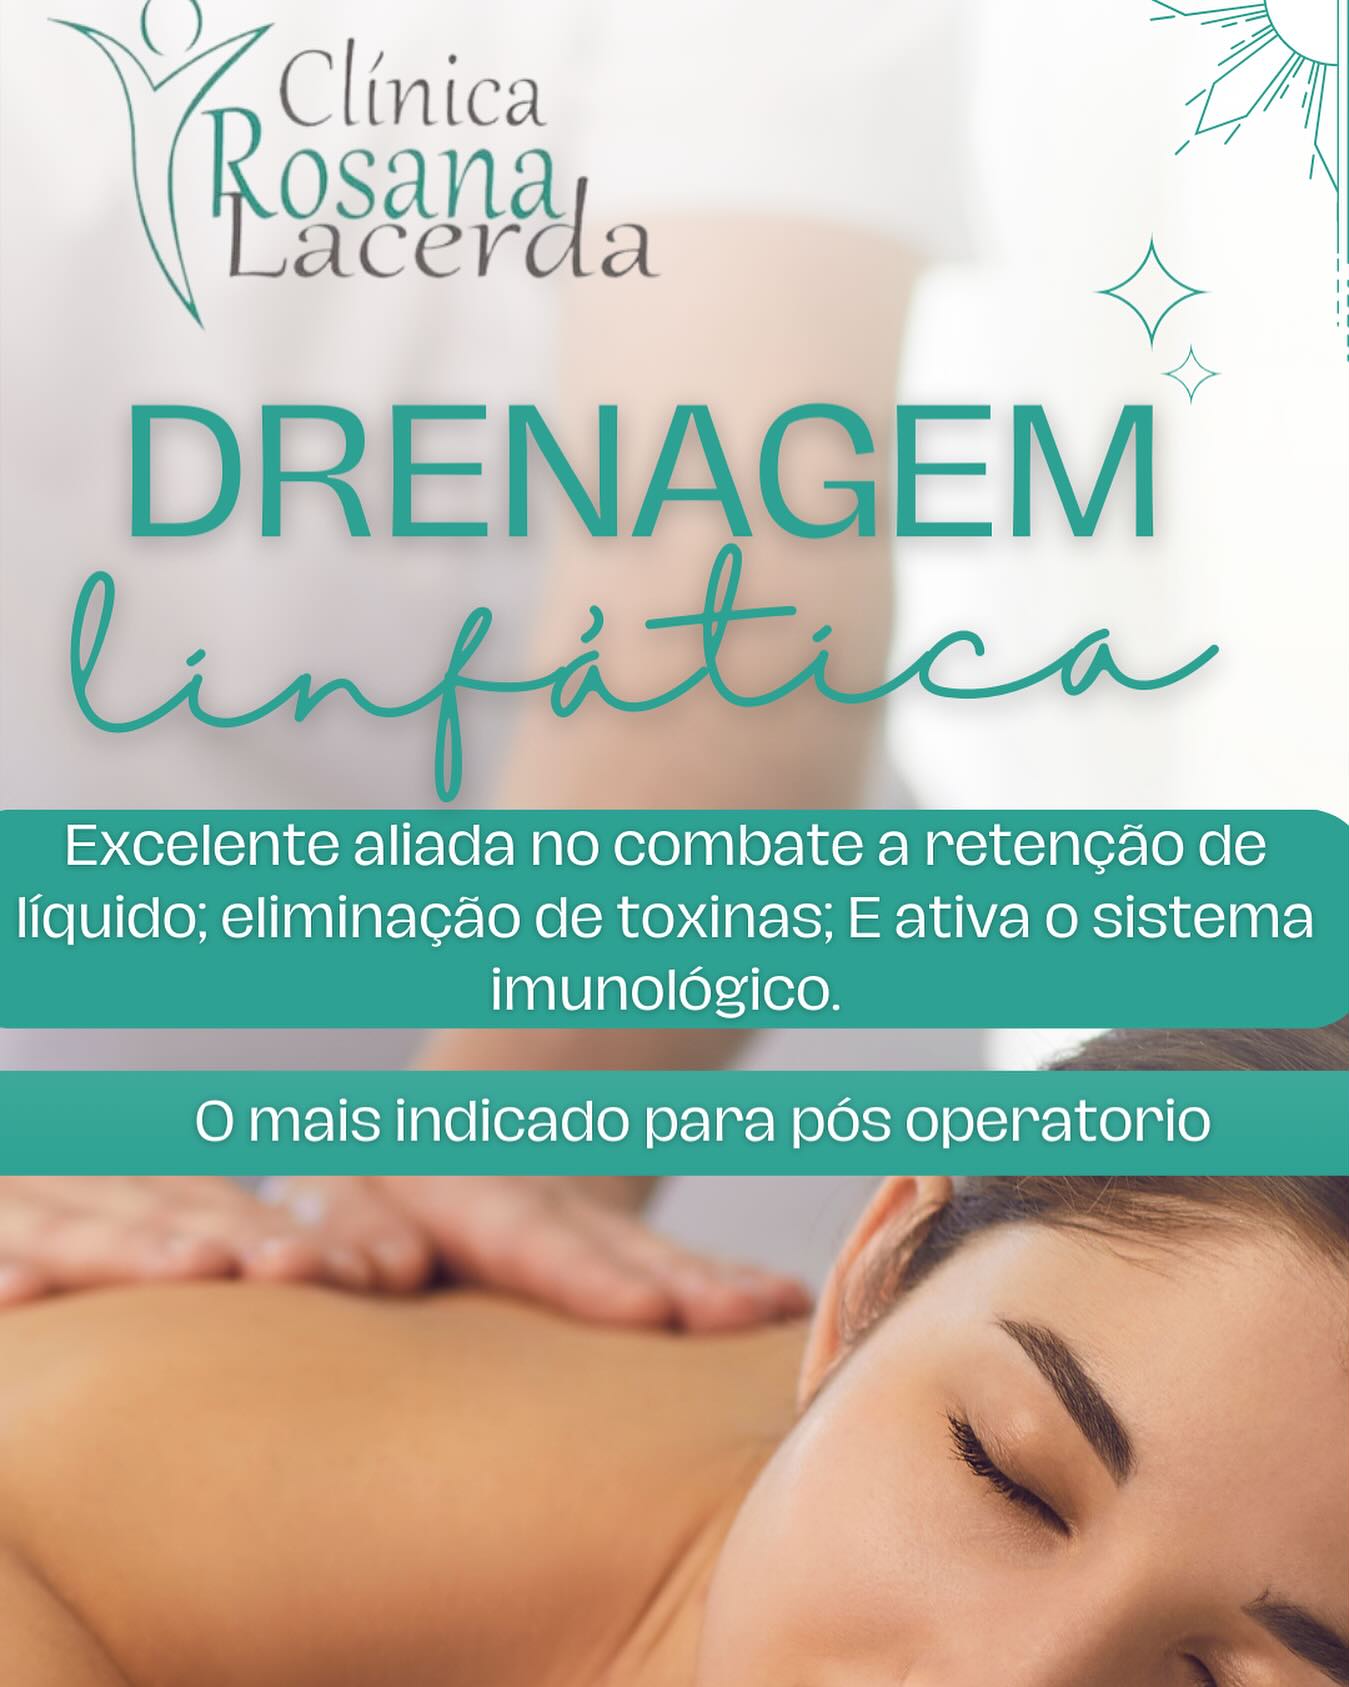 Clínica
Rosana
Lacerda
DRENAGEM
linfática
Excelente aliada no combate a retenção de
líquido; eliminação de toxinas; E ativa o sistema
imunológico.
O mais indicado para pós operatorio